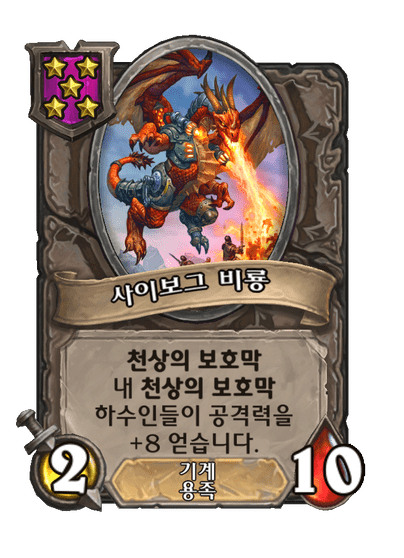 사이보그 비룡
천상의 보호막
내 천상의 보호막
하수인들이 공격력을
+8 얻습니다.
2
기계
용족
10